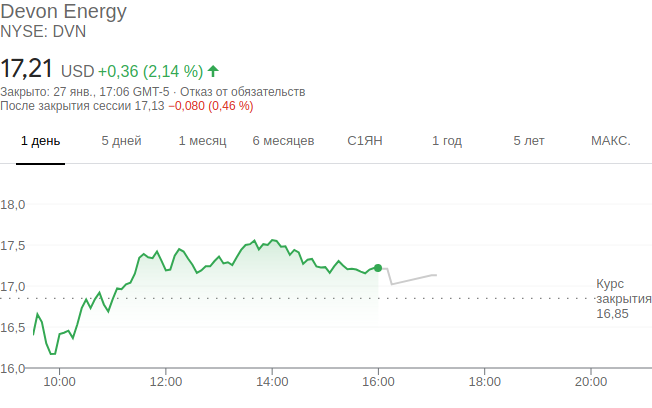 Devon Energy
NYSE: DVN
17,21 USD +0,36 (2,14 %)
Закрыто: 27 янв., 17:06 GMT-5 · Отказ от обязательств
После закрытия сессии 17,13 −0,080 (0,46 %)
1 день 5 дней 1 месяц 6 месяцев С1ЯН 1 год 5 лет МАКС.
18,0
17,5
17,0
Курс
закрытия
16,85
16,5
16,0
10:00 12:00 14:00 16:00 18:00 20:00